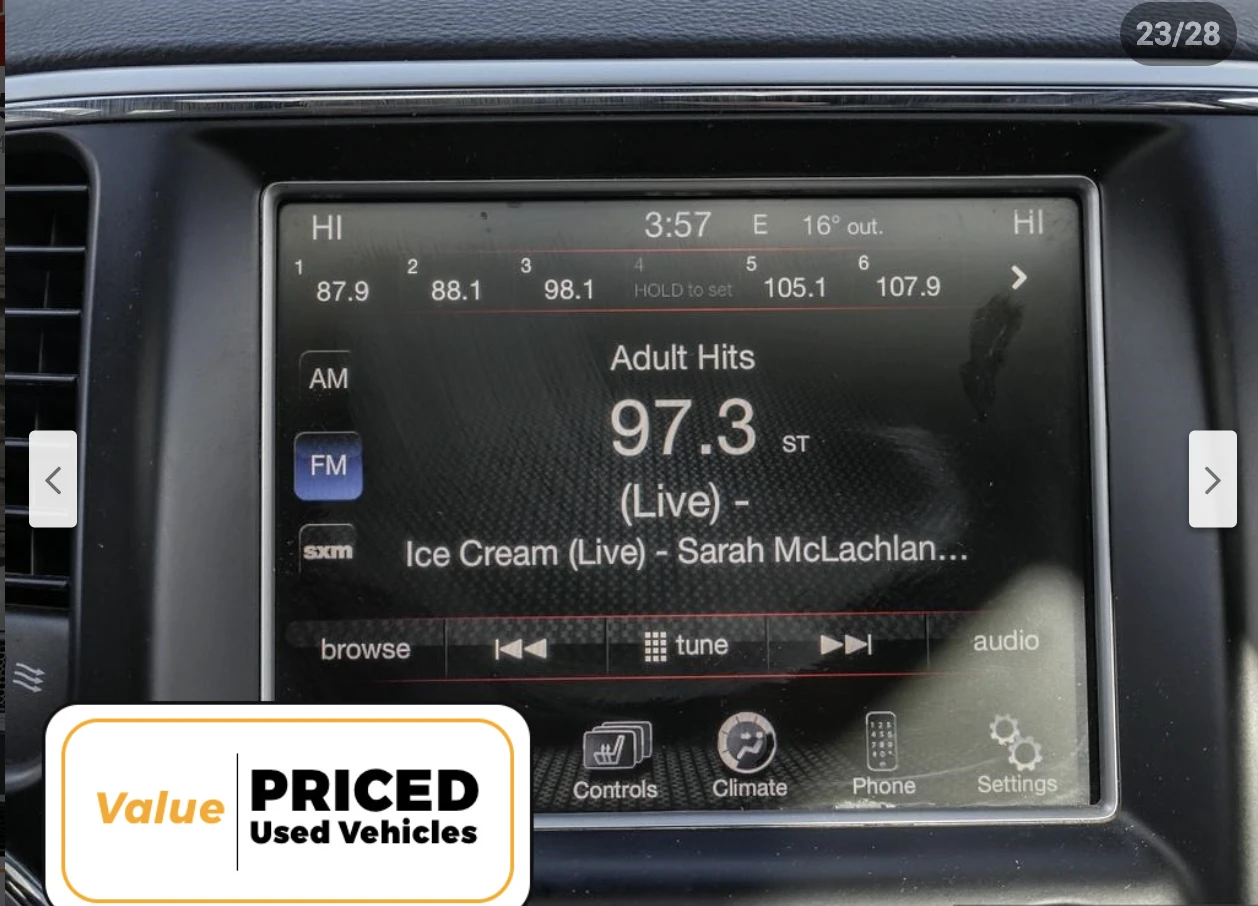 23/28
HI 3:57 E 16° out. HI
1 2 3 4 5 6
87.9 88.1 98.1 HOLD to set 105.1 107.9
Adult Hits
AM
97.3 ST
FM
(Live) -
sxm
Ice Cream (Live) - Sarah McLachlan...
browse tune audio
Controls Climate Phone Settings
Value PRICED
Used Vehicles